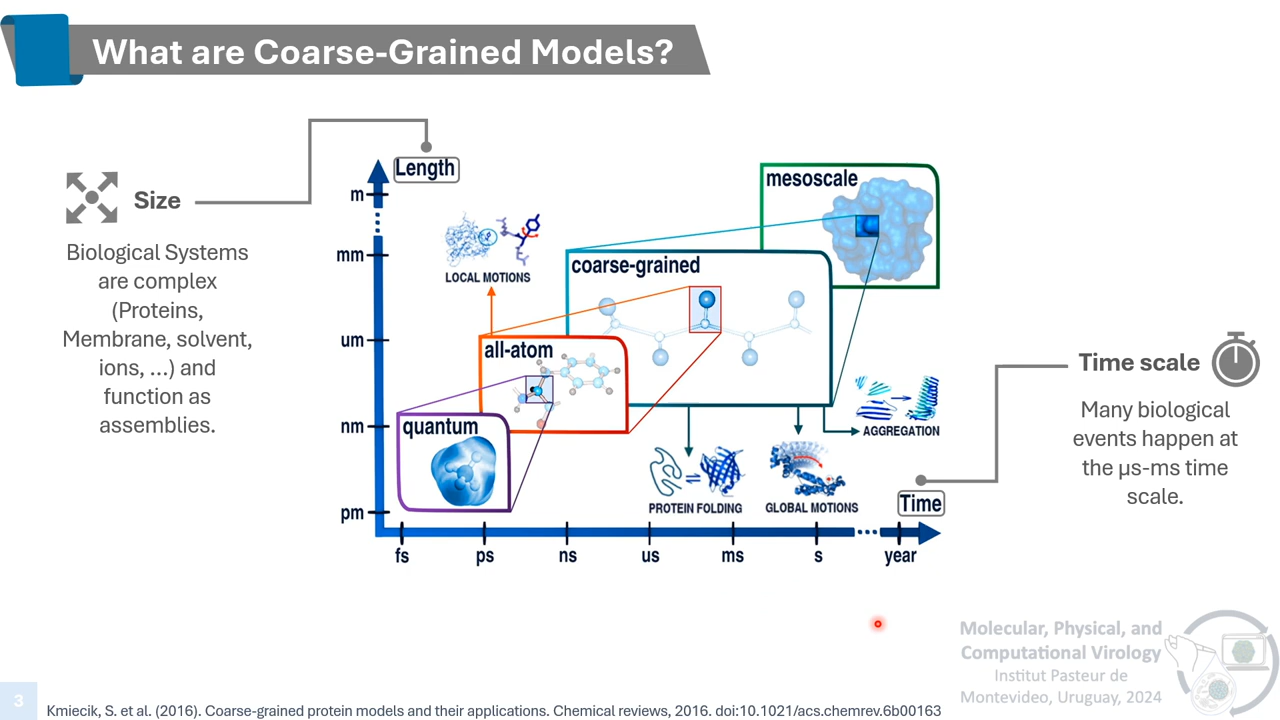 What are Coarse-Grained Models?
Size
Biological Systems
are complex
(Proteins,
Membrane, solvent,
ions, ...) and
function as
assemblies.
Length
m
mm
um
nm
pm
LOCAL MOTIONS
mesoscale
coarse-grained
all-atom
quantum
AGGREGATION
PROTEIN FOLDING
GLOBAL MOTIONS
Time
fs
ps
ns
us
ms
s
year
Time scale
Many biological
events happen at
the µs-ms time
scale.
Molecular, Physical, and
Computational Virology
Institut Pasteur de
Montevideo, Uruguay, 2024
3
Kmiecik, S. et al. (2016). Coarse-grained protein models and their applications. Chemical reviews, 2016. doi:10.1021/acs.chemrev.6b00163